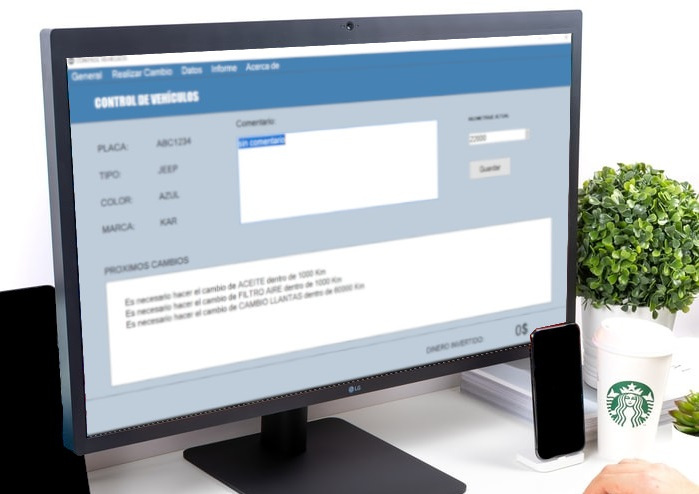 CONTROL VEHICULOS
General Realizar Cambio Datos Informe Acerca de
CONTROL DE VEHÍCULOS
PLACA: ABC1234
TIPO: JEEP
COLOR: AZUL
MARCA: KAR
Comentario:
sin comentario
Guardar
PROXIMOS CAMBIOS
Es necesario hacer el cambio de ACEITE dentro de 1000 Km
Es necesario hacer el cambio de FILTRO AIRE dentro de 1000 Km
Es necesario hacer el cambio de CAMBIO LLANTAS dentro de 60000 Km
DINERO INVERTIDO: 0$
LG